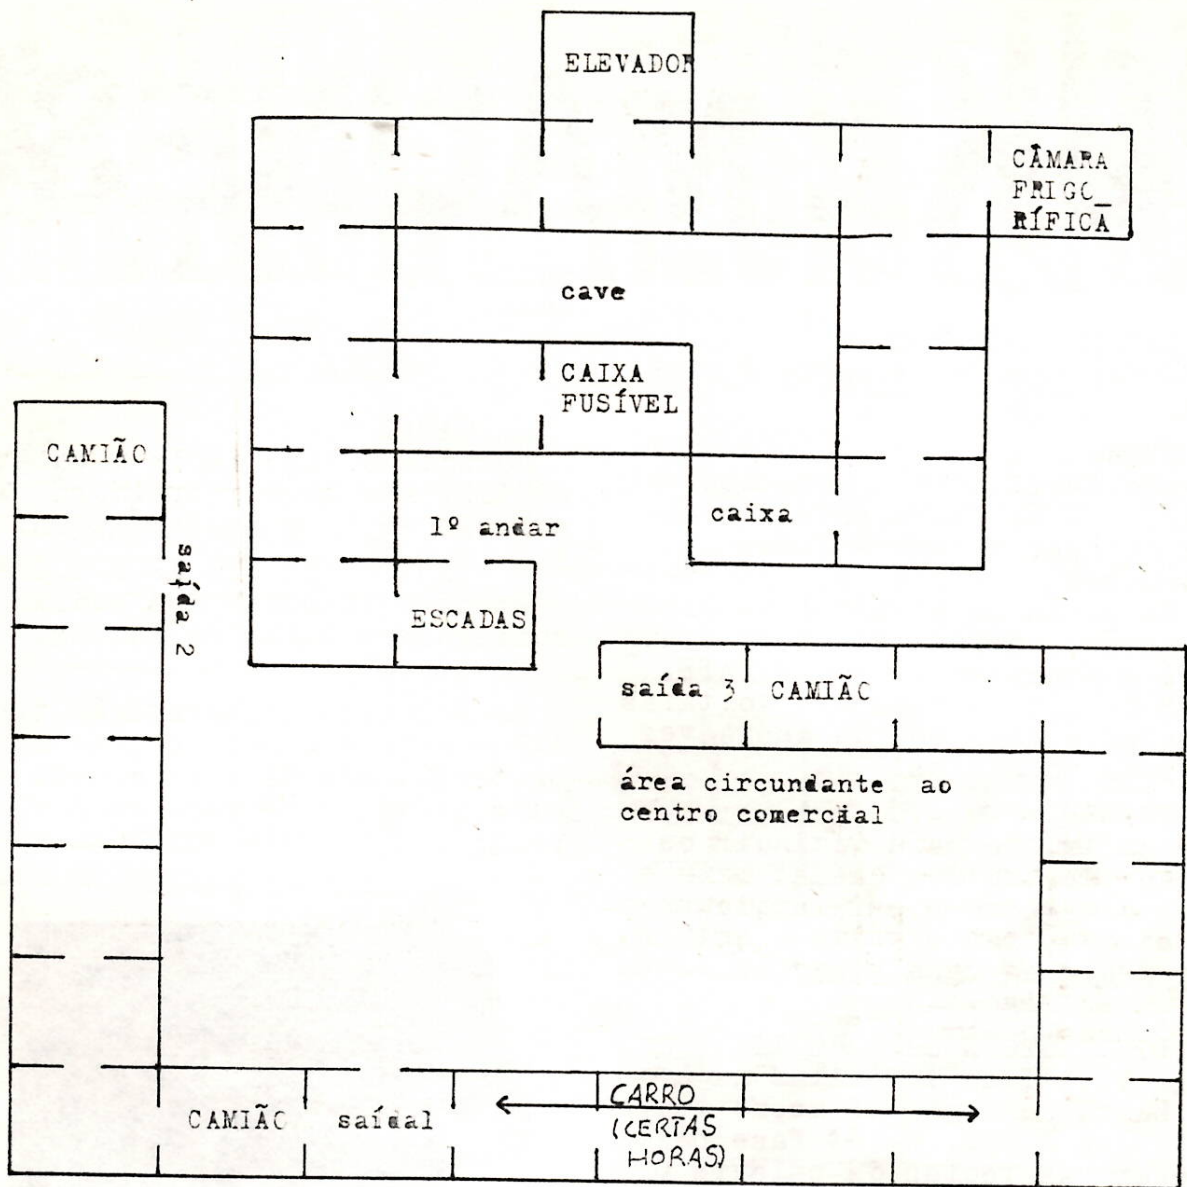 ELEVADOR
CÂMARA
FRIGO_
RÍFICA
cave
CAIXA
FUSÍVEL
CAMIÃO
caixa
1º andar
saída 2
ESCADAS
saída 3 CAMIÃO
área circundante ao
centro comercial
CAMIÃO saída1
CARRO
(CERTAS
HORAS)